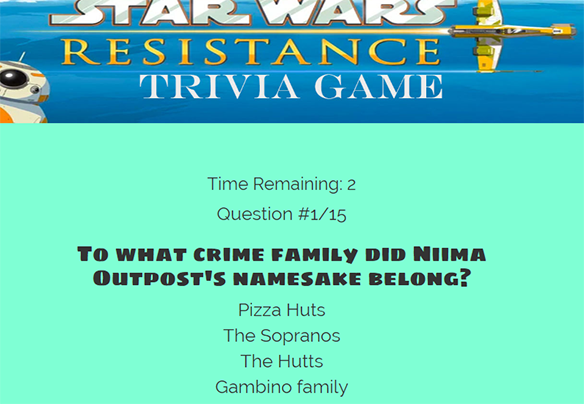 STAR WARS
RESISTANCE
TRIVIA GAME
Time Remaining: 2
Question #1/15
To what crime family did Niima
Outpost's namesake belong?
Pizza Huts
The Sopranos
The Hutts
Gambino family